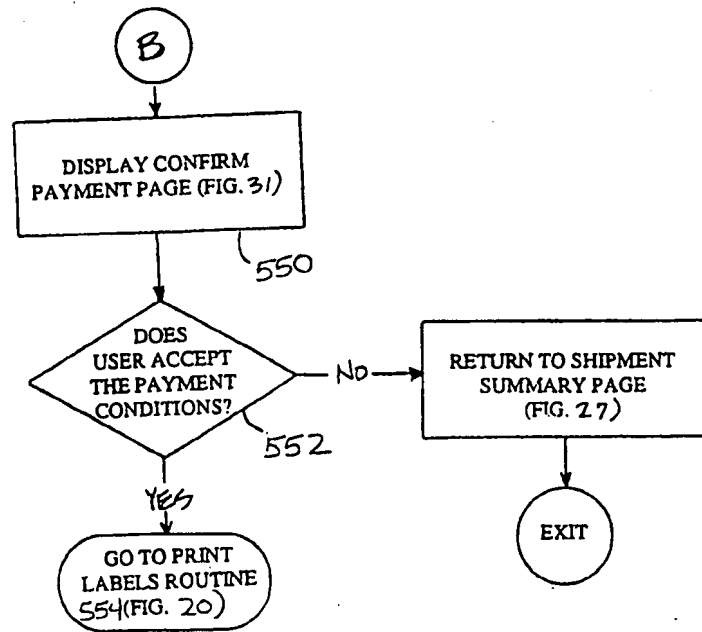 B
DISPLAY CONFIRM
PAYMENT PAGE (FIG. 31)
550
DOES
USER ACCEPT
THE PAYMENT
CONDITIONS?
552
NO
RETURN TO SHIPMENT
SUMMARY PAGE
(FIG. 27)
EXIT
YES
GO TO PRINT
LABELS ROUTINE
554(FIG. 20)